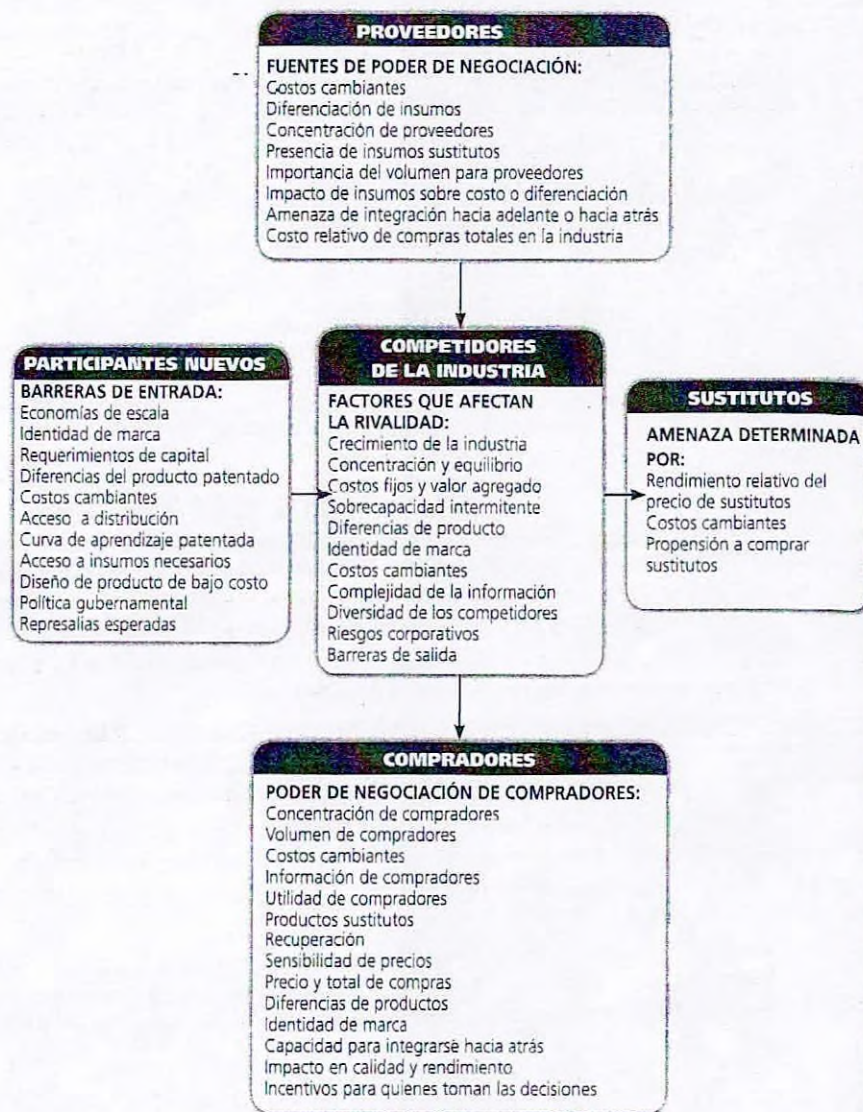 PROVEEDORES
FUENTES DE PODER DE NEGOCIACIÓN:
Costos cambiantes
Diferenciación de insumos
Concentración de proveedores
Presencia de insumos sustitutos
Importancia del volumen para proveedores
Impacto de insumos sobre costo o diferenciación
Amenaza de integración hacia adelante o hacia atrás
Costo relativo de compras totales en la industria
PARTICIPANTES NUEVOS
BARRERAS DE ENTRADA:
Economías de escala
Identidad de marca
Requerimientos de capital
Diferencias del producto patentado
Costos cambiantes
Acceso a distribución
Curva de aprendizaje patentada
Acceso a insumos necesarios
Diseño de producto de bajo costo
Política gubernamental
Represalias esperadas
COMPETIDORES
DE LA INDUSTRIA
FACTORES QUE AFECTAN
LA RIVALIDAD:
Crecimiento de la industria
Concentración y equilibrio
Costos fijos y valor agregado
Sobrecapacidad intermitente
Diferencias de producto
Identidad de marca
Costos cambiantes
Complejidad de la información
Diversidad de los competidores
Riesgos corporativos
Barreras de salida
SUSTITUTOS
AMENAZA DETERMINADA
POR:
Rendimiento relativo del
precio de sustitutos
Costos cambiantes
Propensión a comprar
sustitutos
COMPRADORES
PODER DE NEGOCIACIÓN DE COMPRADORES:
Concentración de compradores
Volumen de compradores
Costos cambiantes
Información de compradores
Utilidad de compradores
Productos sustitutos
Recuperación
Sensibilidad de precios
Precio y total de compras
Diferencias de productos
Identidad de marca
Capacidad para integrarse hacia atrás
Impacto en calidad y rendimiento
Incentivos para quienes toman las decisiones